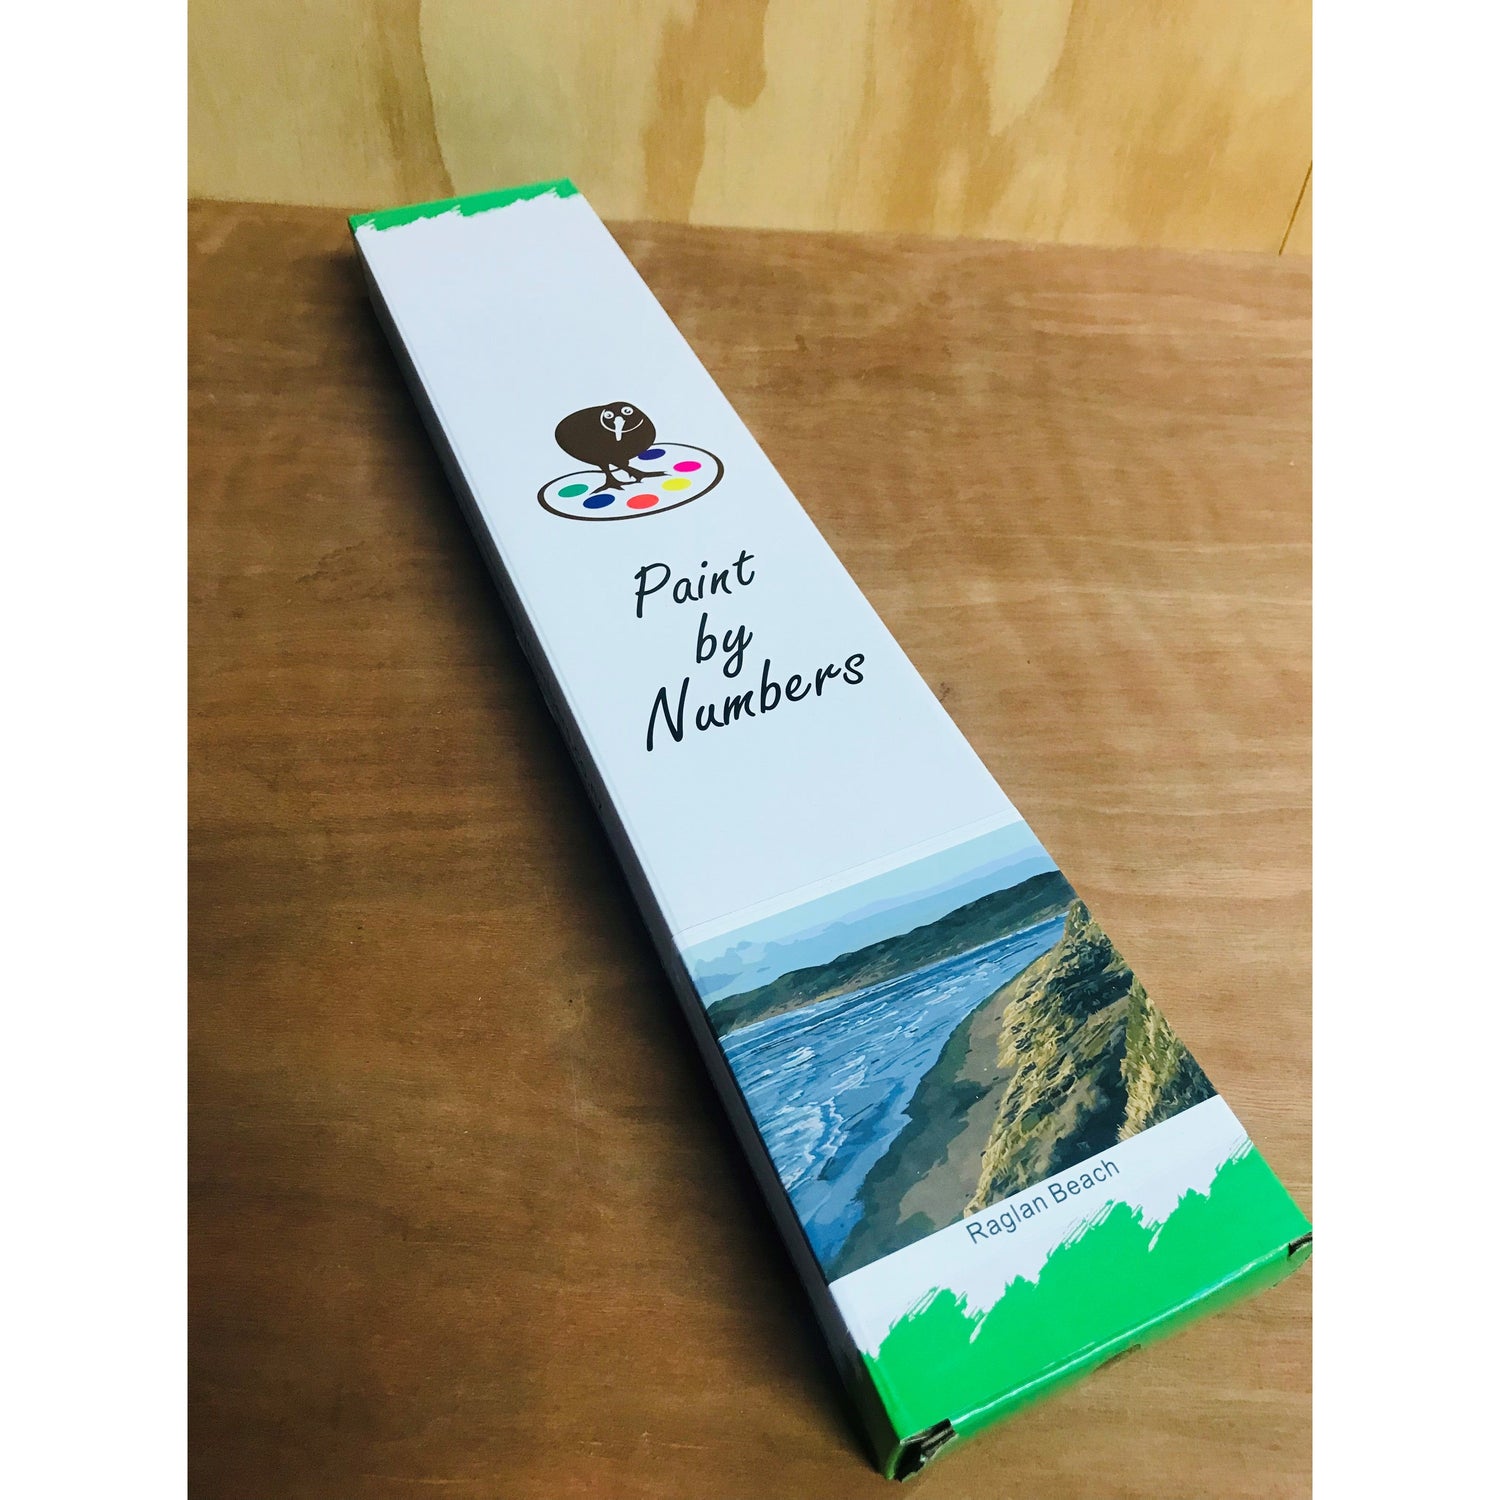 Paint
by
Numbers
Raglan Beach